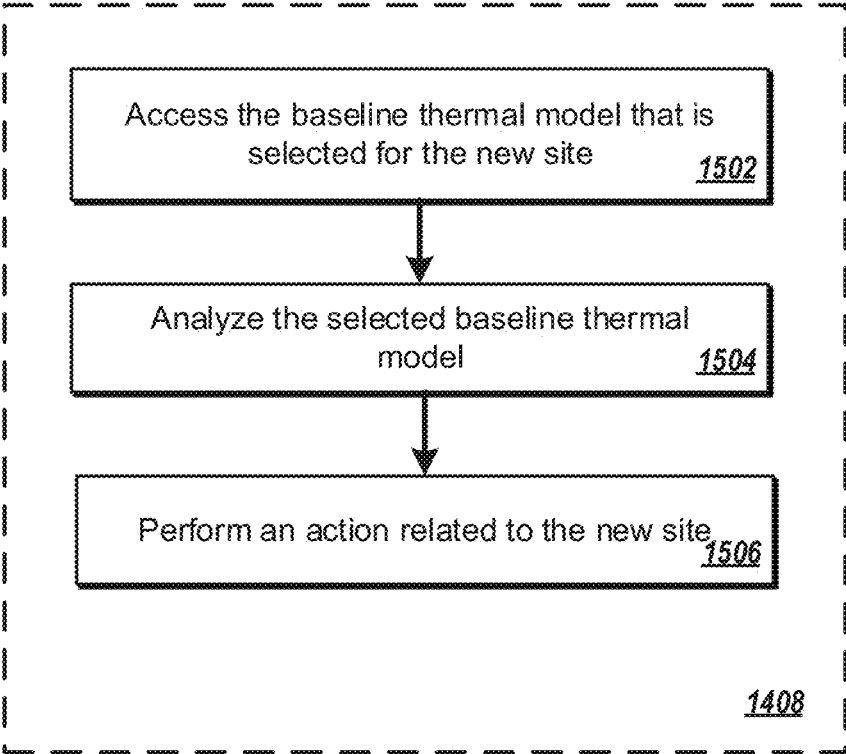 Access the baseline thermal model that is
selected for the new site
1502
Analyze the selected baseline thermal
model
1504
Perform an action related to the new site
1506
1408